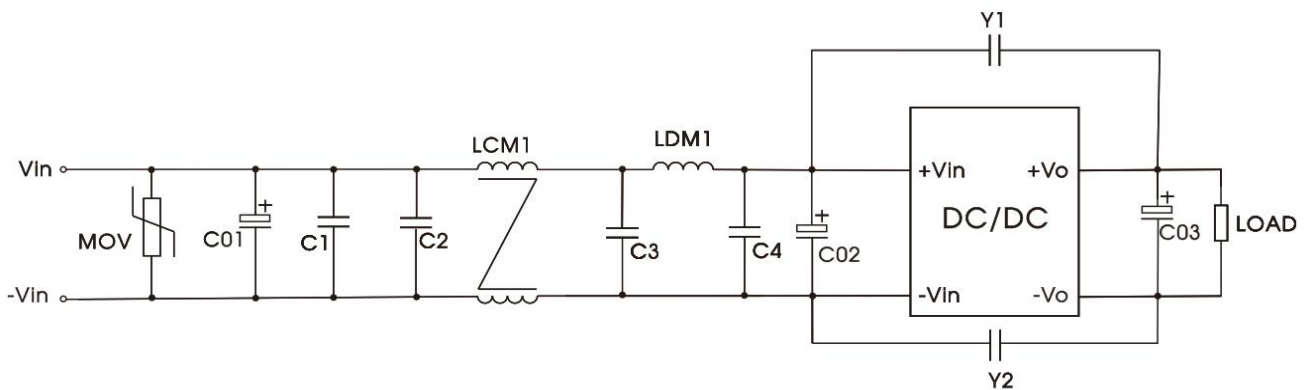 Y1
LCM1
LDM1
Vin
+Vin
+Vo
MOV
+
C01
C1
C2
C3
C4
+
C02
DC/DC
+
C03
LOAD
-Vin
-Vin
-Vo
Y2